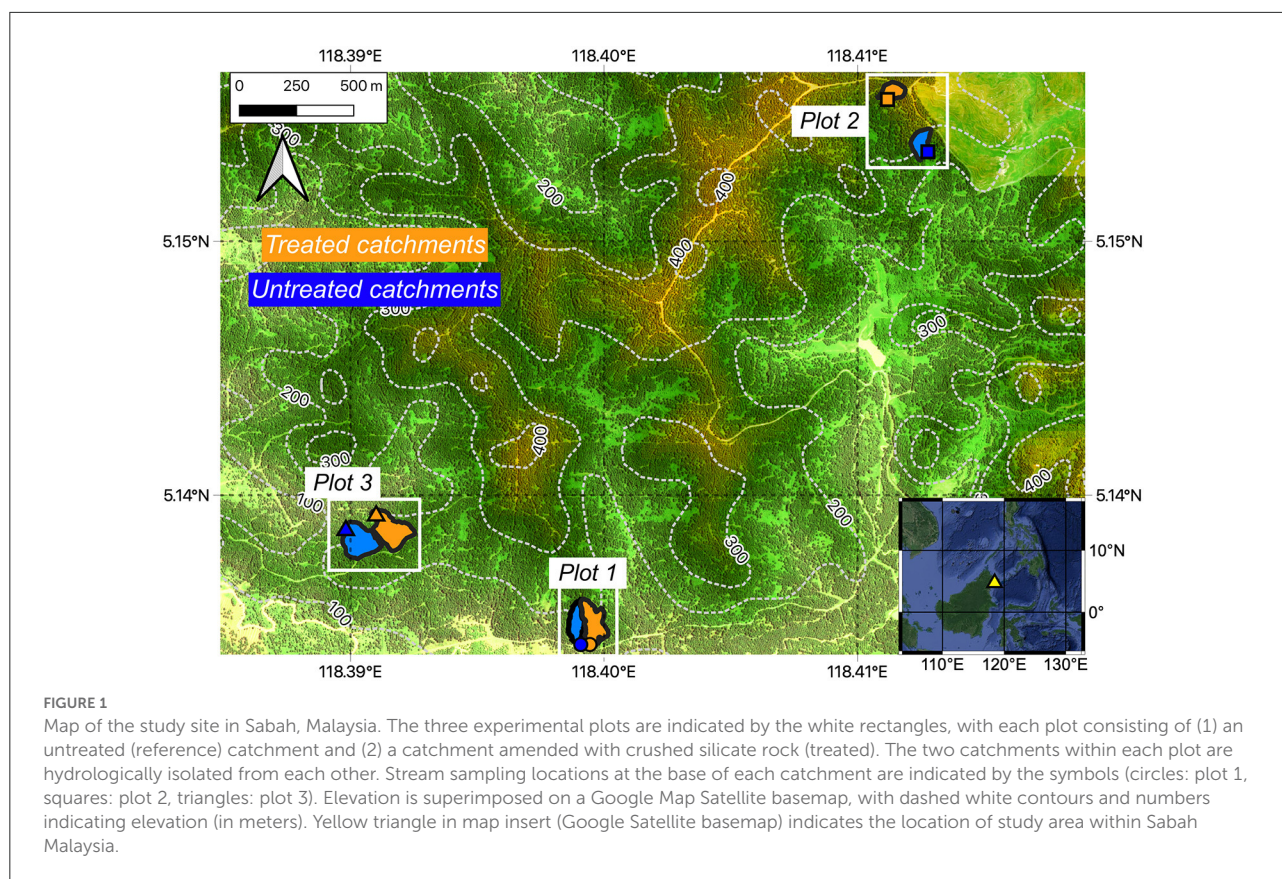 118.39°E 118.40°E 118.41°E
0 250 500 m
300
Plot 2
200
400
5.15°N 5.15°N
Treated catchments
400
Untreated catchments
300
300
200
400
300
Plot 3
400
5.14°N 5.14°N
100
200
300
Plot 1
10°N
100
0°
118.39°E 118.40°E 118.41°E
110°E 120°E 130°E
FIGURE 1
Map of the study site in Sabah, Malaysia. The three experimental plots are indicated by the white rectangles, with each plot consisting of (1) an
untreated (reference) catchment and (2) a catchment amended with crushed silicate rock (treated). The two catchments within each plot are
hydrologically isolated from each other. Stream sampling locations at the base of each catchment are indicated by the symbols (circles: plot 1,
squares: plot 2, triangles: plot 3). Elevation is superimposed on a Google Map Satellite basemap, with dashed white contours and numbers
indicating elevation (in meters). Yellow triangle in map insert (Google Satellite basemap) indicates the location of study area within Sabah
Malaysia.